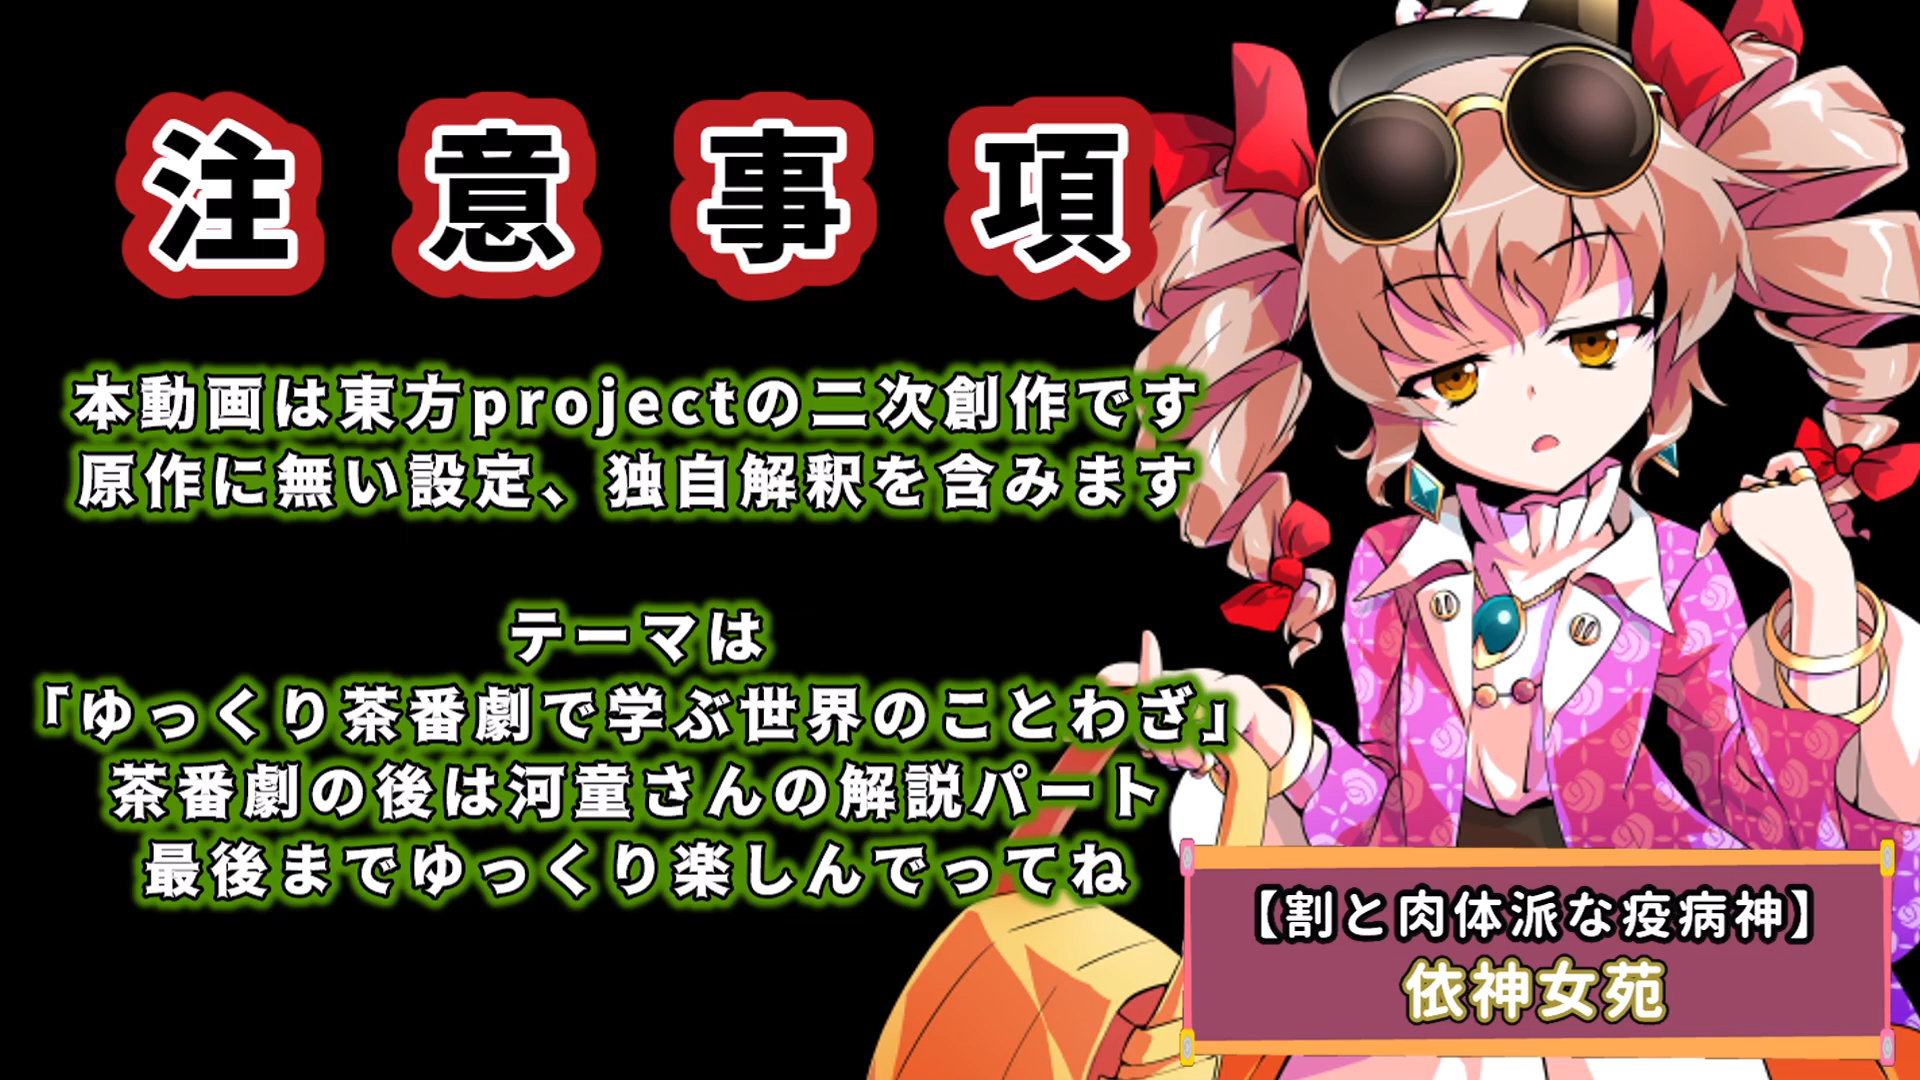 注意事項
本動画は東方projectの二次創作です
原作に無い設定、独自解釈を含みます
テーマは
「ゆっくり茶番劇で学ぶ世界のことわざ」
茶番劇の後は河童さんの解説パート
最後までゆっくり楽しんでってね
【割と肉体派な疫病神】
依神女苑